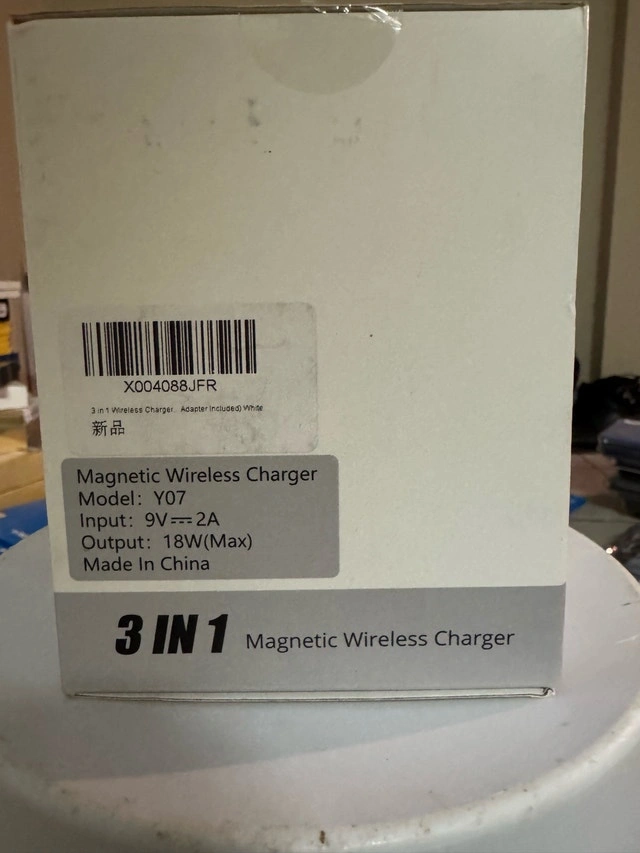 X004088JFR
3 in 1 Wireless Charger... Adapter Included) White
新品
Magnetic Wireless Charger
Model: Y07
Input: 9V⎓2A
Output: 18W(Max)
Made In China
3 IN 1 Magnetic Wireless Charger